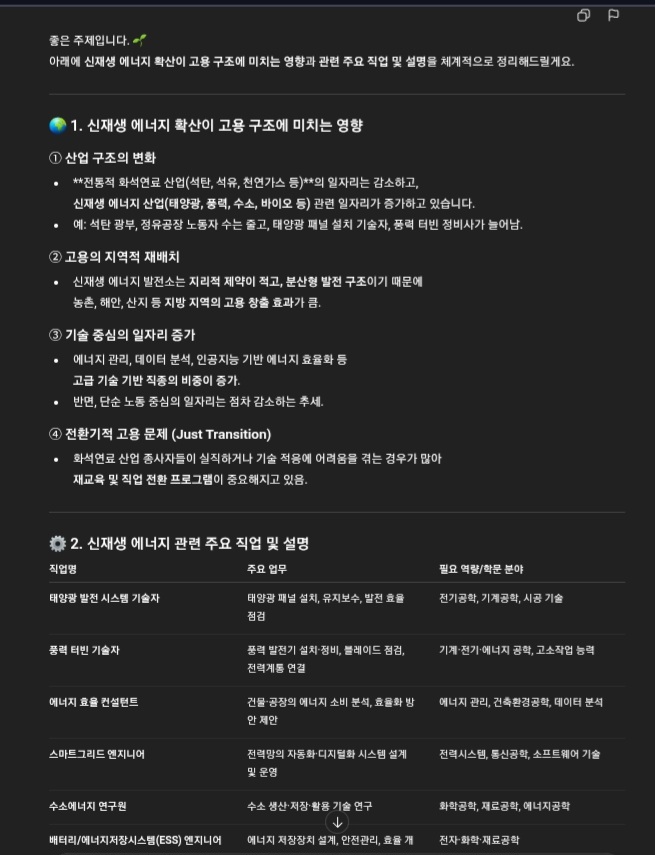 좋은 주제입니다. 🌱
아래에 신재생 에너지 확산이 고용 구조에 미치는 영향과 관련 주요 직업 및 설명을 체계적으로 정리해드릴게요.
🌍 1. 신재생 에너지 확산이 고용 구조에 미치는 영향
① 산업 구조의 변화
• **전통적 화석연료 산업(석탄, 석유, 천연가스 등)**의 일자리는 감소하고,
신재생 에너지 산업(태양광, 풍력, 수소, 바이오 등) 관련 일자리가 증가하고 있습니다.
• 예: 석탄 광부, 정유공장 노동자 수는 줄고, 태양광 패널 설치 기술자, 풍력 터빈 정비사가 늘어남.
② 고용의 지역적 재배치
• 신재생 에너지 발전소는 지리적 제약이 적고, 분산형 발전 구조이기 때문에
농촌, 해안, 산지 등 지방 지역의 고용 창출 효과가 큼.
③ 기술 중심의 일자리 증가
• 에너지 관리, 데이터 분석, 인공지능 기반 에너지 효율화 등
고급 기술 기반 직종의 비중이 증가.
• 반면, 단순 노동 중심의 일자리는 점차 감소하는 추세.
④ 전환기적 고용 문제 (Just Transition)
• 화석연료 산업 종사자들이 실직하거나 기술 적응에 어려움을 겪는 경우가 많아
재교육 및 직업 전환 프로그램이 중요해지고 있음.
⚙️ 2. 신재생 에너지 관련 주요 직업 및 설명
직업명 주요 업무 필요 역량/학문 분야
태양광 발전 시스템 기술자 태양광 패널 설치, 유지보수, 발전 효율 전기공학, 기계공학, 시공 기술
점검
풍력 터빈 기술자 풍력 발전기 설치·정비, 블레이드 점검, 기계·전기·에너지 공학, 고소작업 능력
전력계통 연결
에너지 효율 컨설턴트 건물·공장의 에너지 소비 분석, 효율화 방 에너지 관리, 건축환경공학, 데이터 분석
안 제안
스마트그리드 엔지니어 전력망의 자동화·디지털화 시스템 설계 전력시스템, 통신공학, 소프트웨어 기술
및 운영
수소에너지 연구원 수소 생산·저장·활용 기술 연구 화학공학, 재료공학, 에너지공학
배터리/에너지저장시스템(ESS) 엔지니어 에너지 저장장치 설계, 안전관리, 효율 개 전자·화학·재료공학